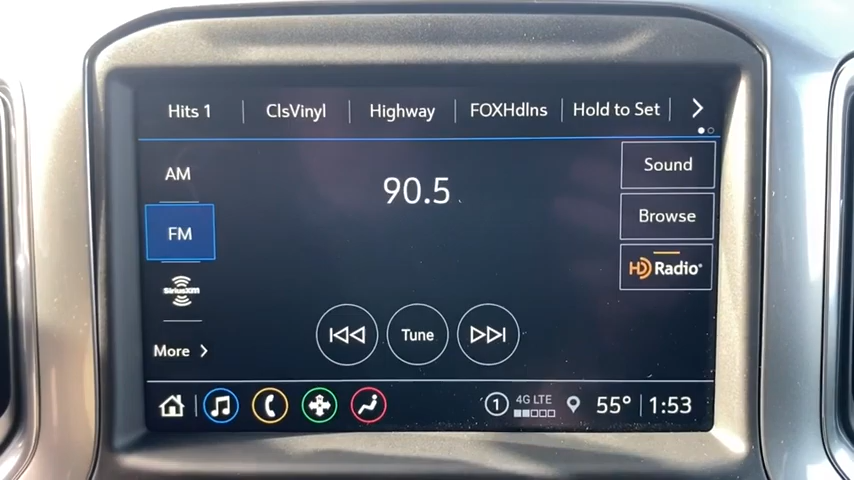 Hits 1 ClsVinyl Highway FOXHdlns Hold to Set
AM
FM
SiriusXM
More
90.5
Tune
Sound
Browse
HD Radio
1 4G LTE 55° 1:53